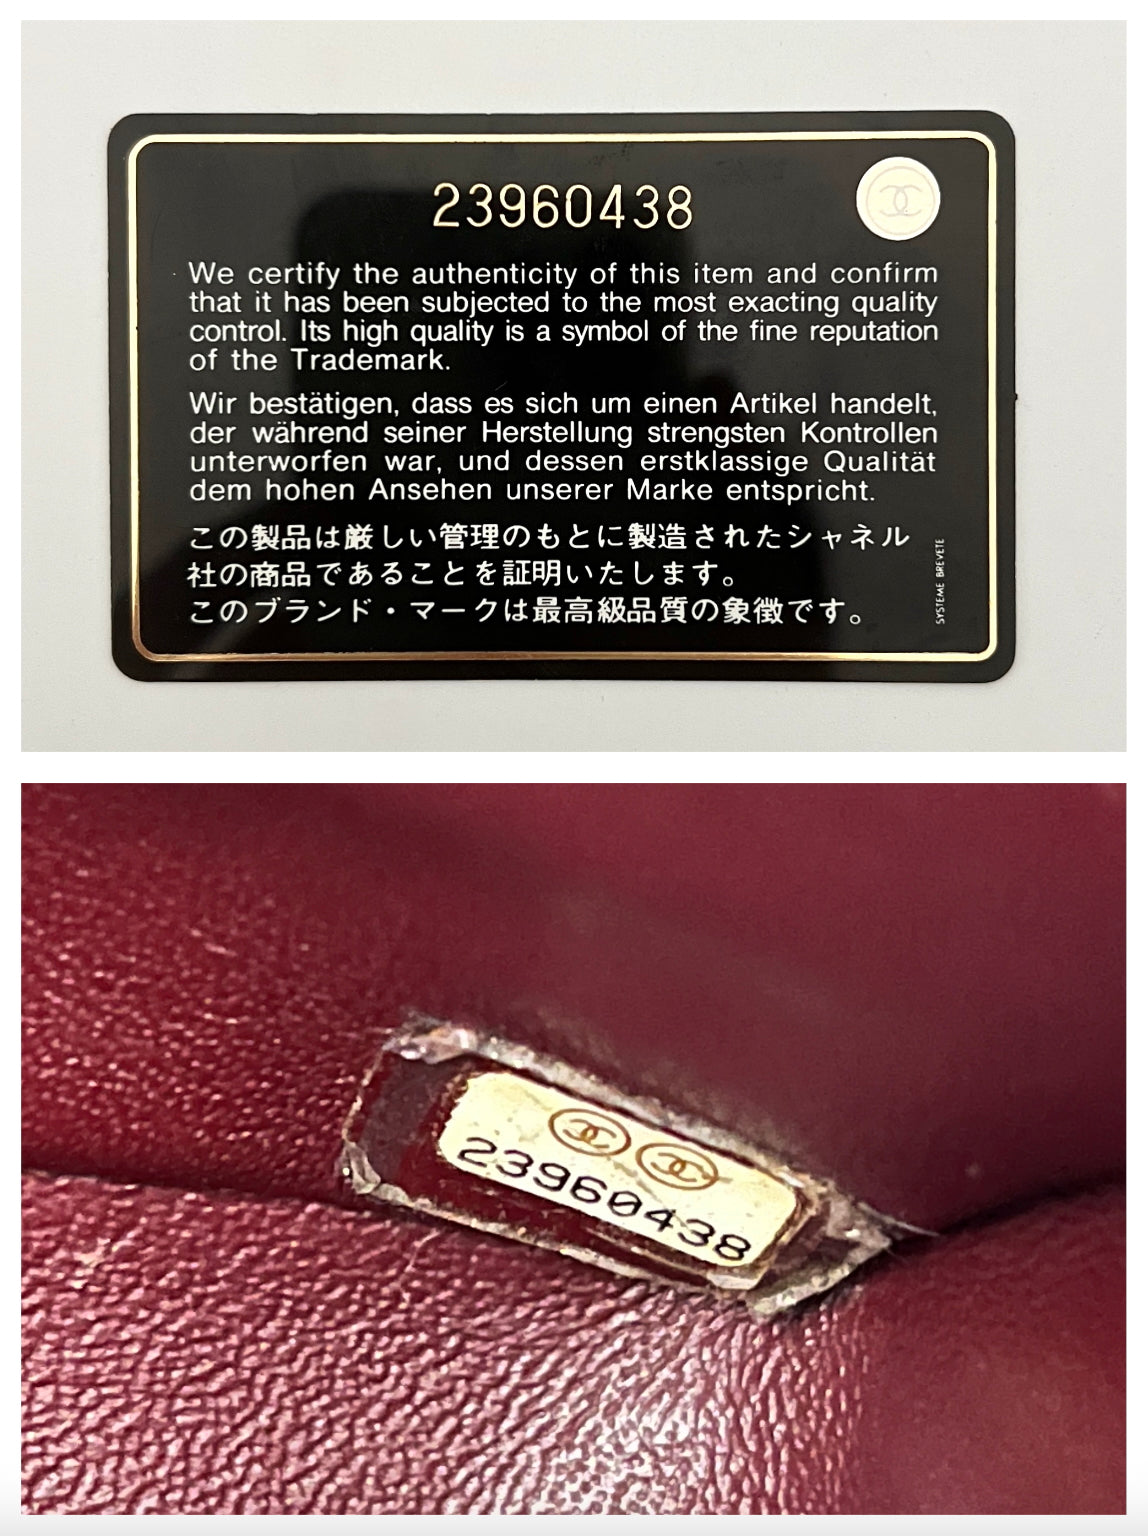 23960438
We certify the authenticity of this item and confirm
that it has been subjected to the most exacting quality
control. Its high quality is a symbol of the fine reputation
of the Trademark.
Wir bestätigen, dass es sich um einen Artikel handelt,
der während seiner Herstellung strengsten Kontrollen
unterworfen war, und dessen erstklassige Qualität
dem hohen Ansehen unserer Marke entspricht.
この製品は厳しい管理のもとに製造されたシャネル
社の商品であることを証明いたします。
このブランド・マークは最高級品質の象徴です。
SYSTEME BREVETE
23960438